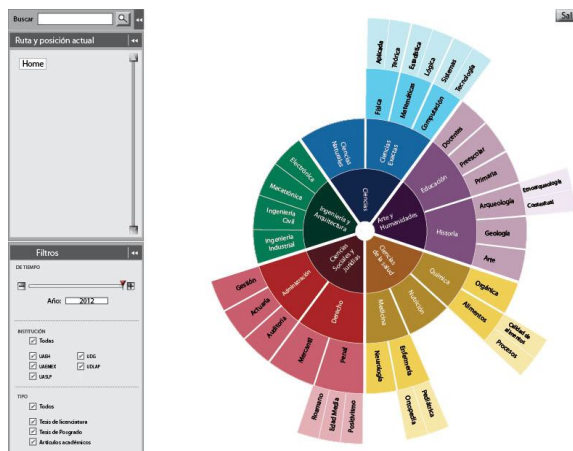 Buscar
Sal
Ruta y posición actual
Home
Filtros
DE TIEMPO
Año: 2012
INSTITUCIÓN
Todas
UAEH
UDG
UAEMEX
UDLAP
UASLP
TIPO
Todos
Tesis de licenciatura
Tesis de Posgrado
Artículos académicos
Ciencias
Ciencias Naturales
Ciencias Exactas
Física
Matemáticas
Computación
Aplicada
Teórica
Estadística
Lógica
Sistemas
Tecnología
Arte y Humanidades
Educación
Docentes
Preescolar
Primaria
Historia
Arqueología
Geología
Arte
Etnoarqueología
Contextual
Ciencias de la salud
Química
Orgánica
Nutrición
Alimentos
Calidad de alimentos
Procesos
Medicina
Enfermería
Neurología
Pediátrica
Ortopedia
Ciencias Sociales y Jurídias
Derecho
Penal
Mercantil
Positivismo
Edad Media
Roamano
Administración
Auditoria
Actuaría
Gestión
Ingeniería y Arquitectura
Ingeniería Industrial
Ingeniería Civil
Mecatrónica
Electrónica